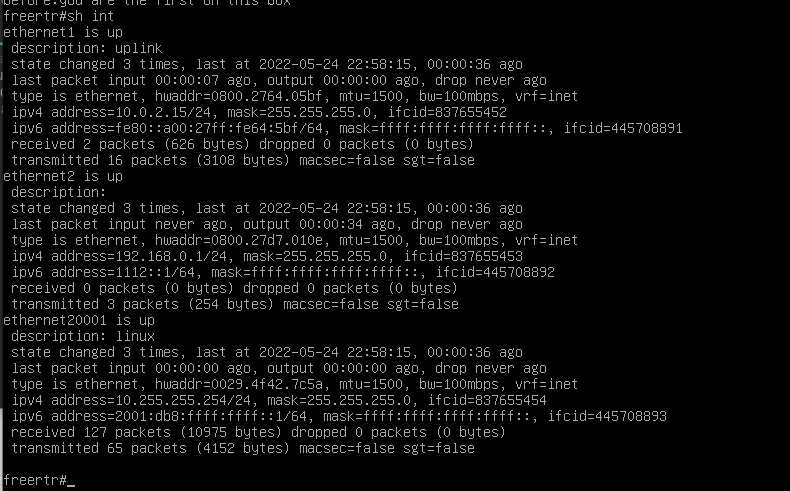 before.you are the first on this box
freertr#sh int
ethernet1 is up
description: uplink
state changed 3 times, last at 2022-05-24 22:58:15, 00:00:36 ago
last packet input 00:00:07 ago, output 00:00:00 ago, drop never ago
type is ethernet, hwaddr=0800.2764.05bf, mtu=1500, bw=100mbps, vrf=inet
ipv4 address=10.0.2.15/24, mask=255.255.255.0, ifcid=837655452
ipv6 address=fe80::a00:27ff:fe64:5bf/64, mask=ffff:ffff:ffff:ffff::, ifcid=445708891
received 2 packets (626 bytes) dropped 0 packets (0 bytes)
transmitted 16 packets (3108 bytes) macsec=false sgt=false
ethernet2 is up
description:
state changed 3 times, last at 2022-05-24 22:58:15, 00:00:36 ago
last packet input never ago, output 00:00:34 ago, drop never ago
type is ethernet, hwaddr=0800.27d7.010e, mtu=1500, bw=100mbps, vrf=inet
ipv4 address=192.168.0.1/24, mask=255.255.255.0, ifcid=837655453
ipv6 address=1112::1/64, mask=ffff:ffff:ffff:ffff::, ifcid=445708892
received 0 packets (0 bytes) dropped 0 packets (0 bytes)
transmitted 3 packets (254 bytes) macsec=false sgt=false
ethernet20001 is up
description: linux
state changed 3 times, last at 2022-05-24 22:58:15, 00:00:36 ago
last packet input 00:00:00 ago, output 00:00:00 ago, drop never ago
type is ethernet, hwaddr=0029.4f42.7c5a, mtu=1500, bw=100mbps, vrf=inet
ipv4 address=10.255.255.254/24, mask=255.255.255.0, ifcid=837655454
ipv6 address=2001:db8:ffff:ffff::1/64, mask=ffff:ffff:ffff:ffff::, ifcid=445708893
received 127 packets (10975 bytes) dropped 0 packets (0 bytes)
transmitted 65 packets (4152 bytes) macsec=false sgt=false
freertr#_